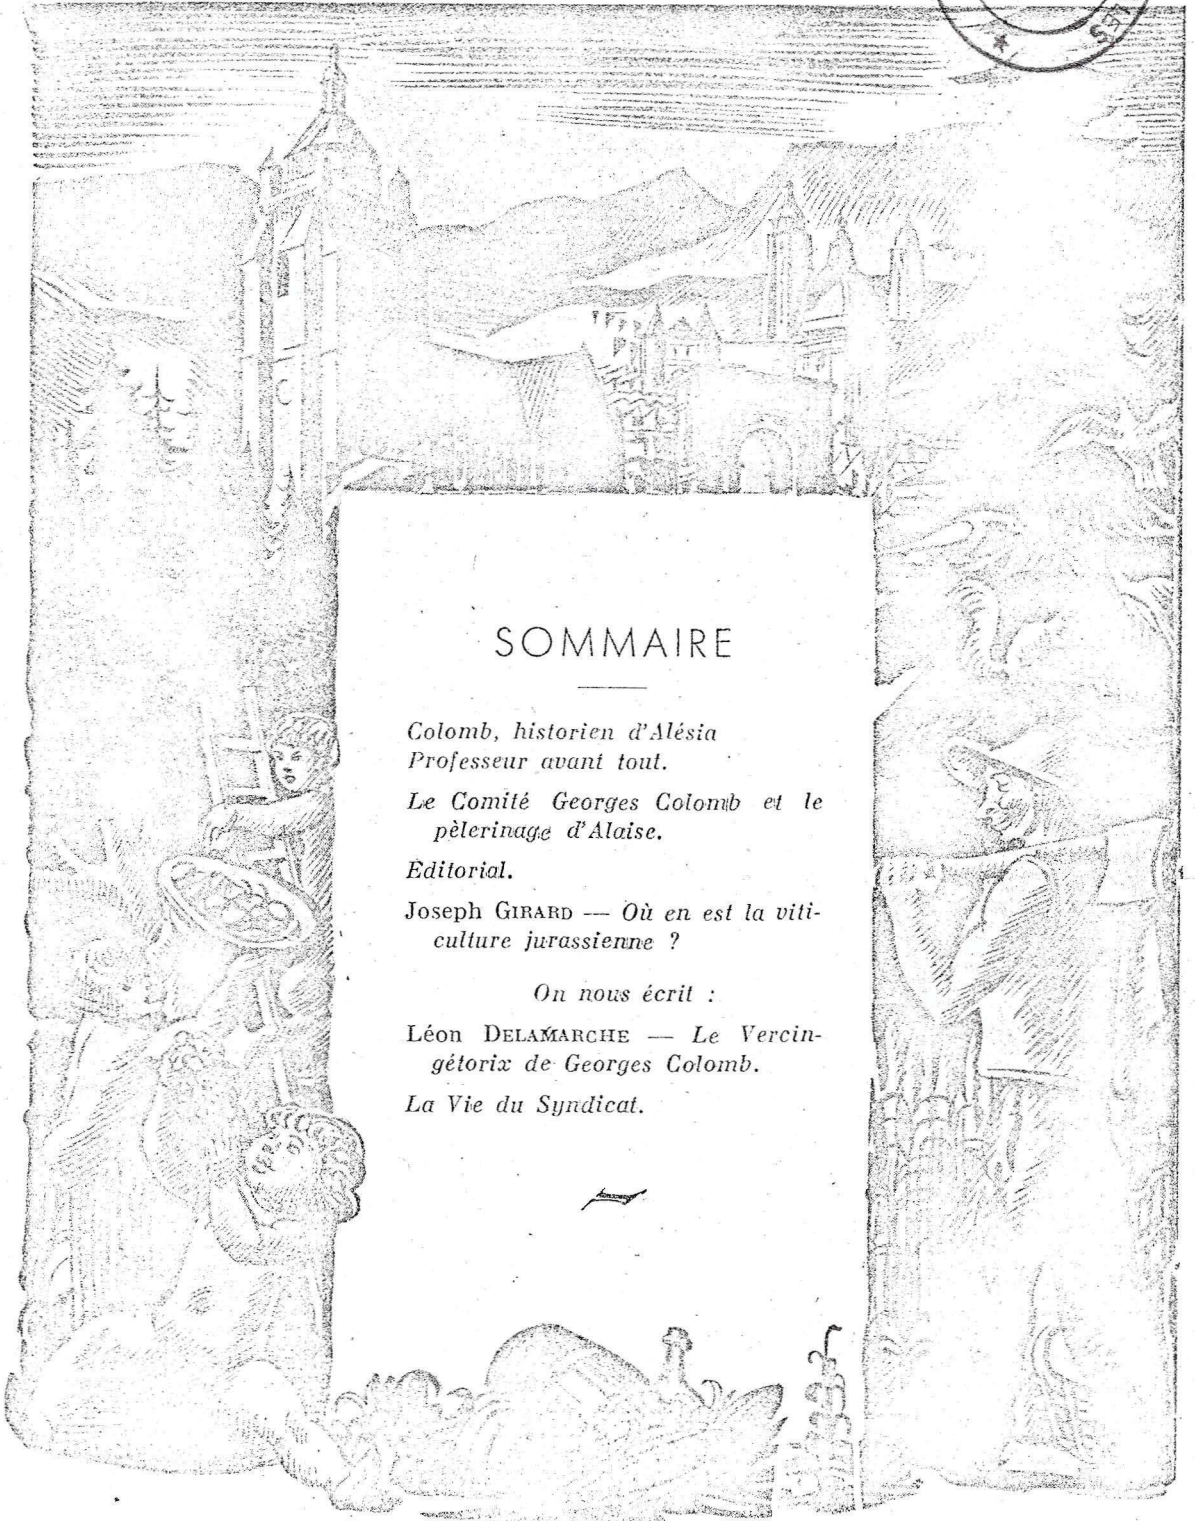 SOMMAIRE
Colomb, historien d'Alésia
Professeur avant tout.
Le Comité Georges Colomb et le
pèlerinage d'Alaise.
Éditorial.
Joseph GIRARD — Où en est la viti-
culture jurassienne ?
On nous écrit :
Léon DELAMARCHE — Le Vercin-
gétorix de Georges Colomb.
La Vie du Syndicat.